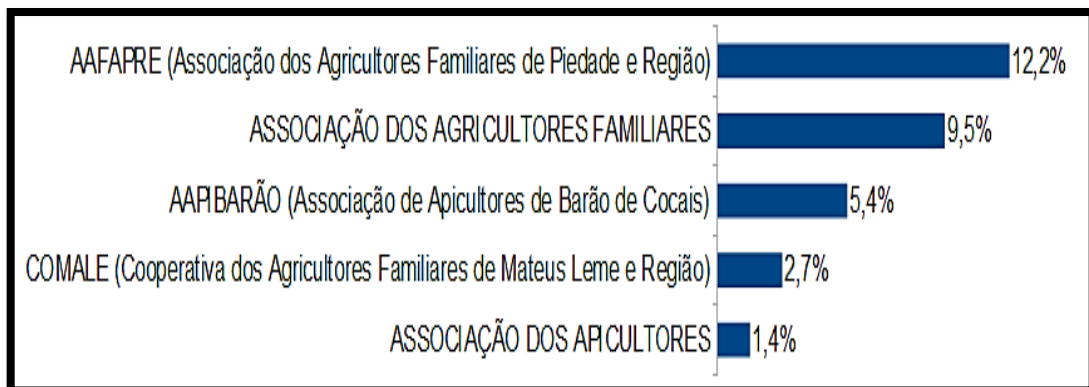 AAFAPRE (Associação dos Agricultores Familiares de Piedade e Região) 12,2%
ASSOCIAÇÃO DOS AGRICULTORES FAMILIARES 9,5%
AAPIBARÃO (Associação de Apicultores de Barão de Cocais) 5,4%
COMALE (Cooperativa dos Agricultores Familiares de Mateus Leme e Região) 2,7%
ASSOCIAÇÃO DOS APICULTORES 1,4%